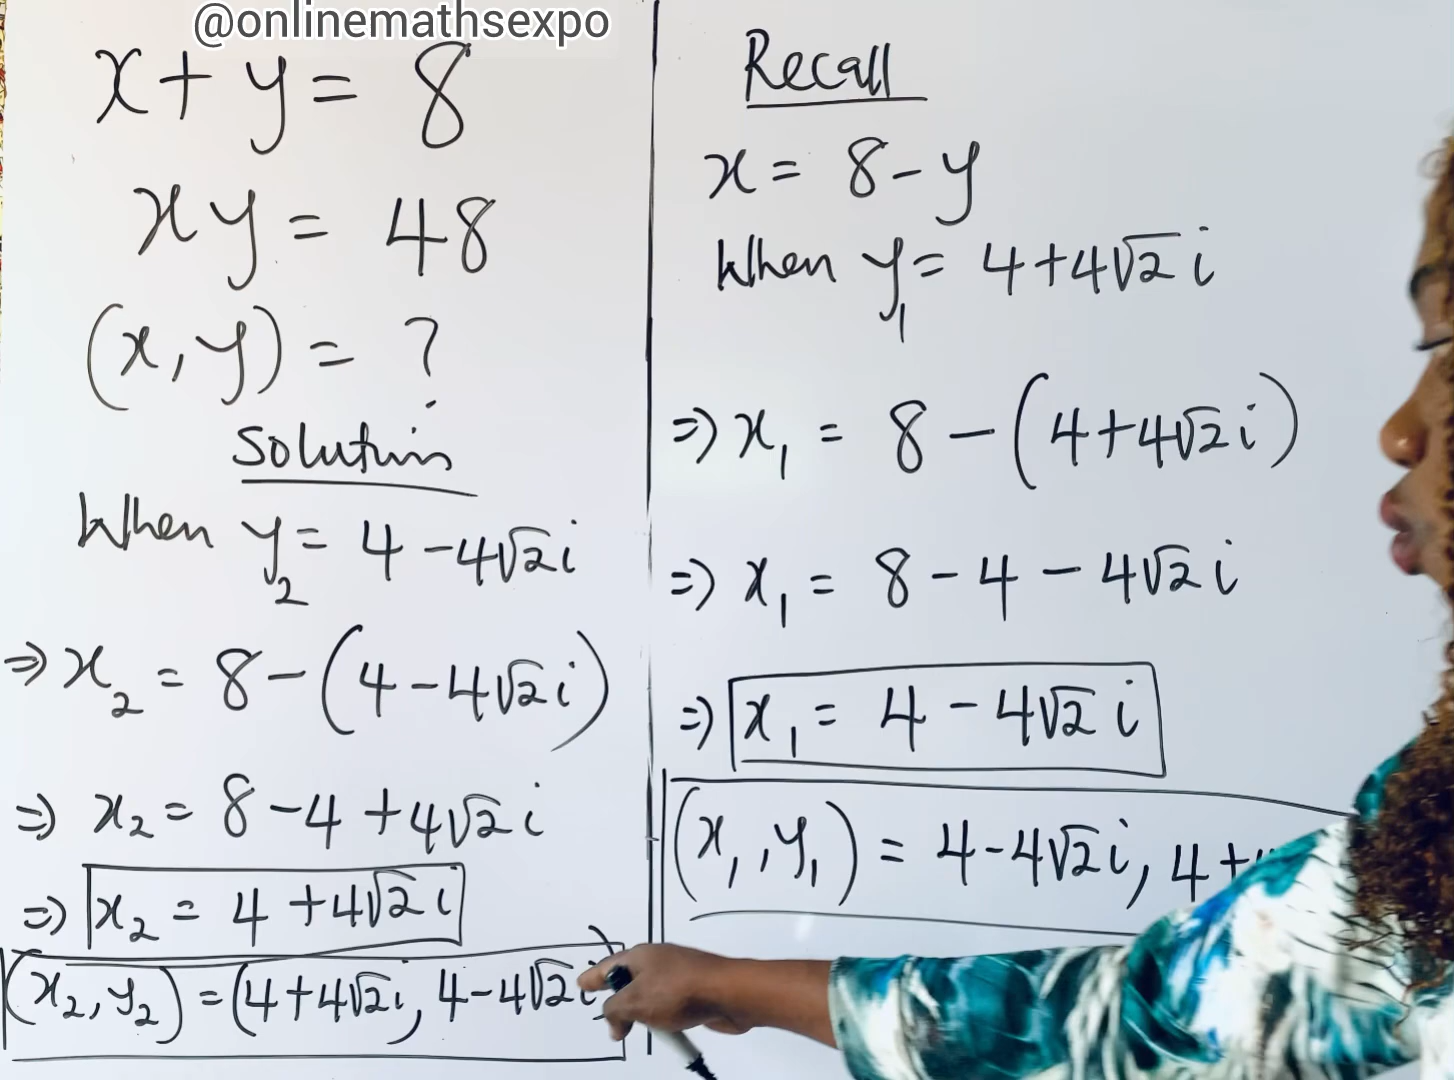 @onlinemathsexpo
x + y = 8
xy = 48
(x, y) = ?
Solution
When y₂ = 4 - 4√2 i
⇒ x₂ = 8 - (4 - 4√2 i)
⇒ x₂ = 8 - 4 + 4√2 i
⇒ x₂ = 4 + 4√2 i
(x₂, y₂) = (4 + 4√2 i, 4 - 4√2 i)
Recall
x = 8 - y
When y₁ = 4 + 4√2 i
⇒ x₁ = 8 - (4 + 4√2 i)
⇒ x₁ = 8 - 4 - 4√2 i
⇒ x₁ = 4 - 4√2 i
(x₁, y₁) = 4 - 4√2 i, 4 +